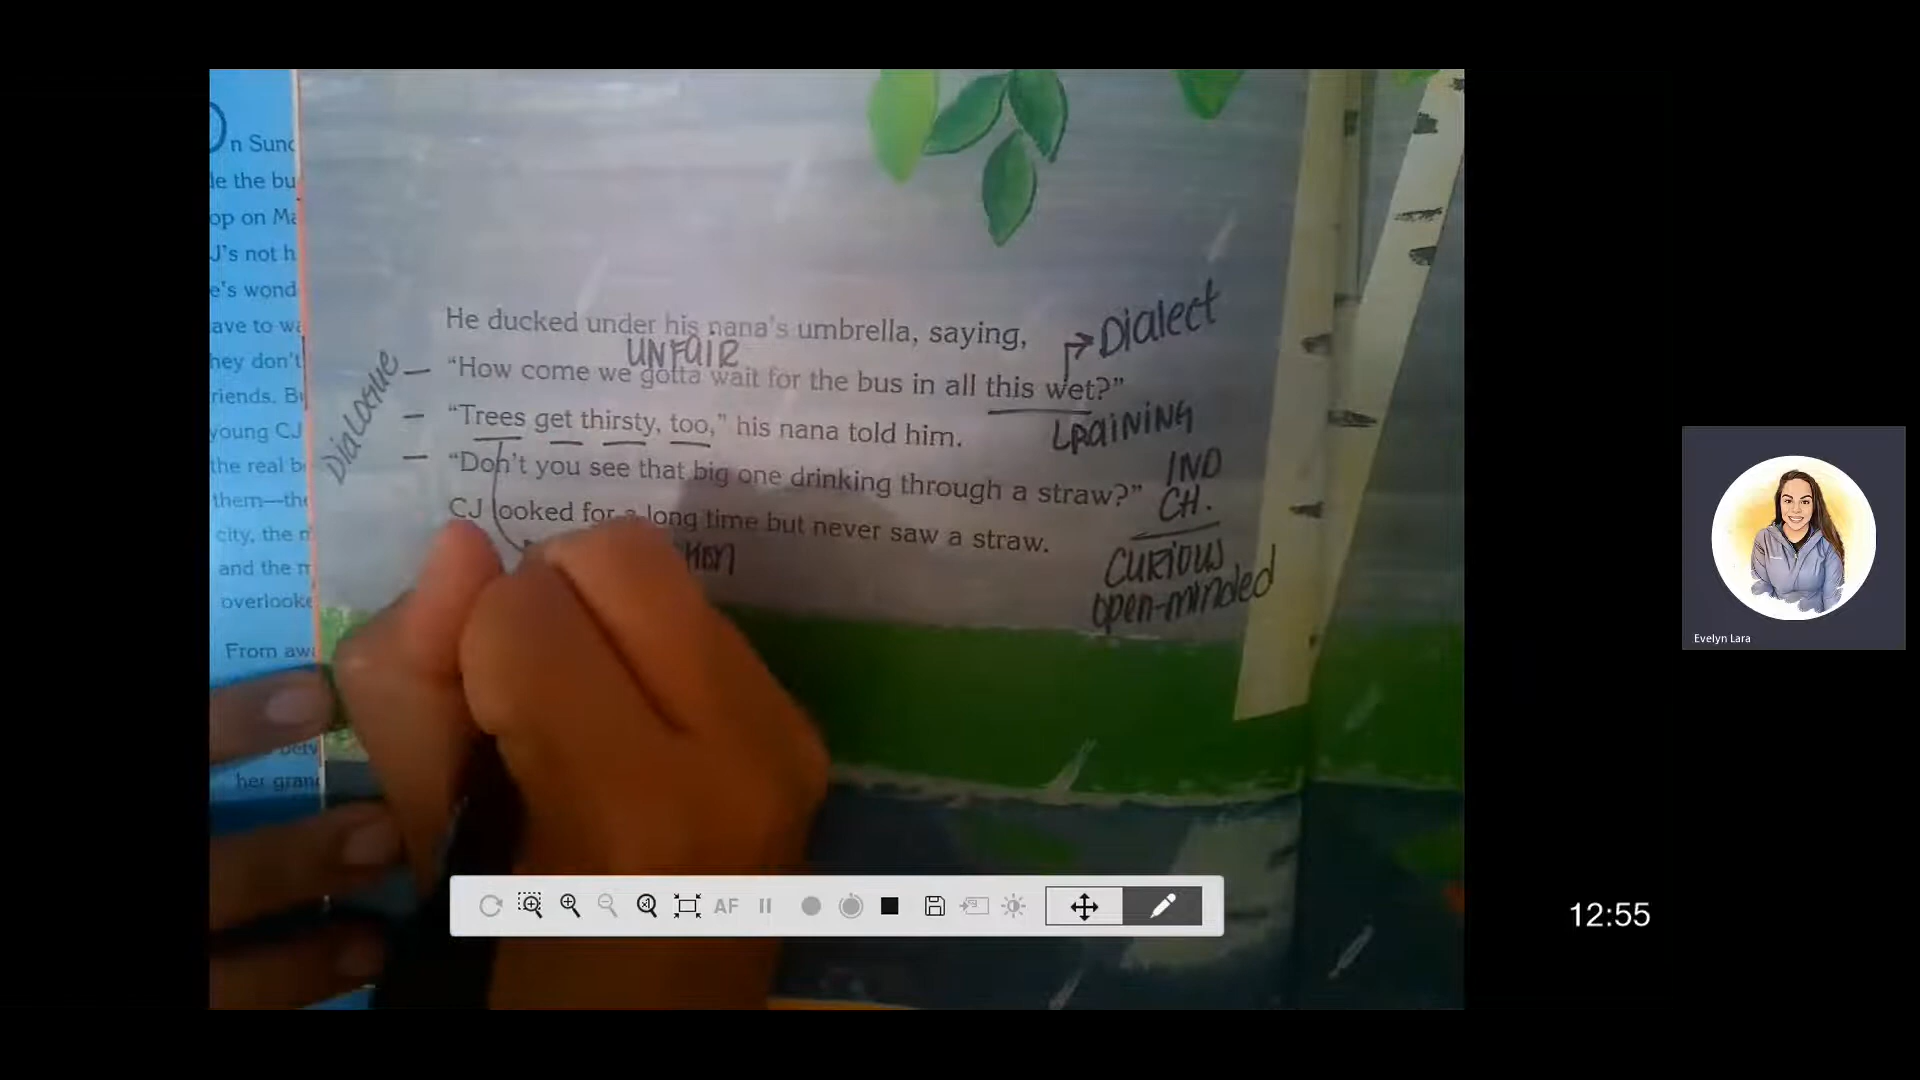 n Sund
le the bu
op on Ma
J's not h
e's wond
ave to wa
hey don't
riends. Bu
young CJ
the real b
them—the
city, the
and the
overlooke
From awa
her gran
He ducked under his nana's umbrella, saying,
Dialect
UNFAIR
Dialogue
"How come we gotta wait for the bus in all this wet?"
RAINING
"Trees get thirsty, too," his nana told him.
"Don't you see that big one drinking through a straw?"
IND
CH.
CJ looked for a long time but never saw a straw.
CURIOUS
open-minded
AF
Evelyn Lara
12:55